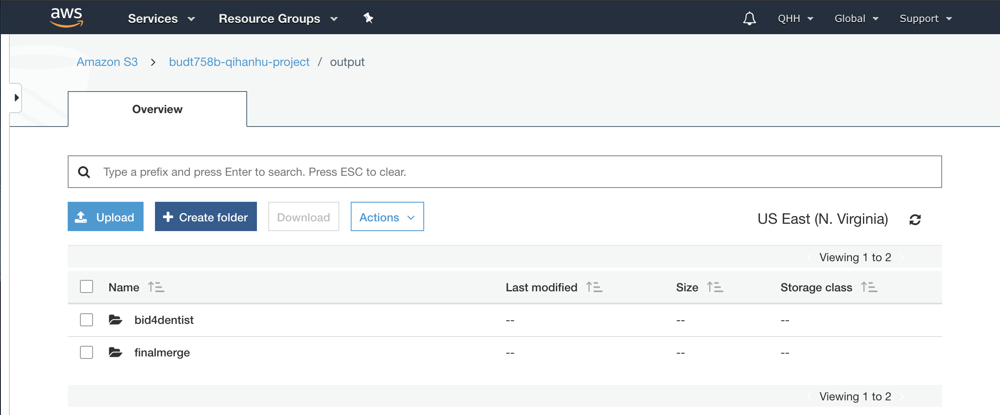 aws Services Resource Groups QHH Global Support
Amazon S3 > budt758b-qihanhu-project / output
Overview
Type a prefix and press Enter to search. Press ESC to clear.
Upload Create folder Download Actions US East (N. Virginia)
Viewing 1 to 2
Name Last modified Size Storage class
bid4dentist -- -- --
finalmerge -- -- --
Viewing 1 to 2